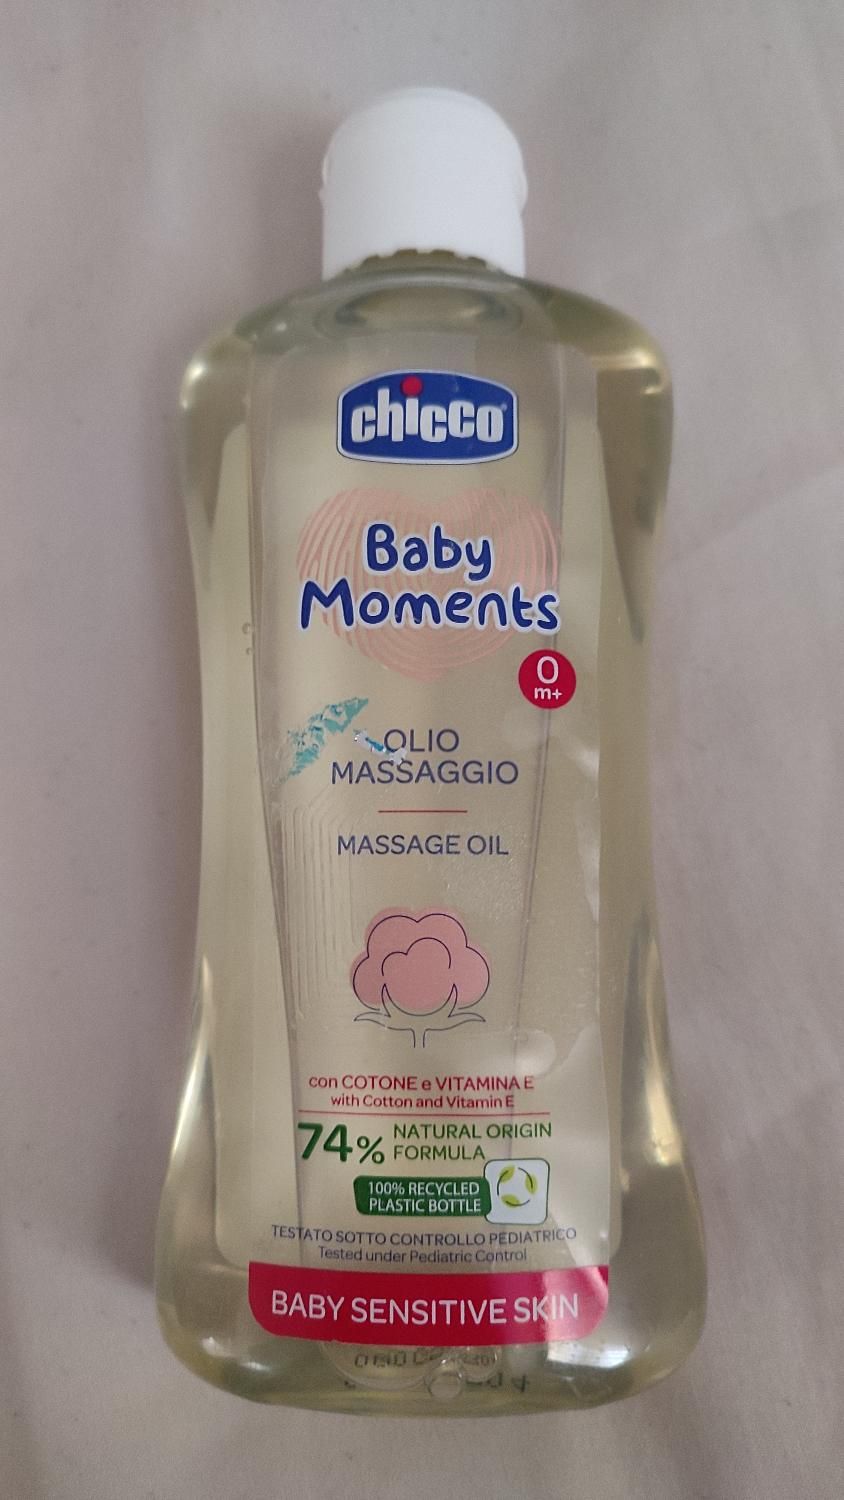 chicco
Baby
Moments
0
m+
OLIO
MASSAGGIO
MASSAGE OIL
con COTONE e VITAMINA E
with Cotton and Vitamin E
74% NATURAL ORIGIN
FORMULA
100% RECYCLED
PLASTIC BOTTLE
TESTATO SOTTO CONTROLLO PEDIATRICO
Tested under Pediatric Control
BABY SENSITIVE SKIN